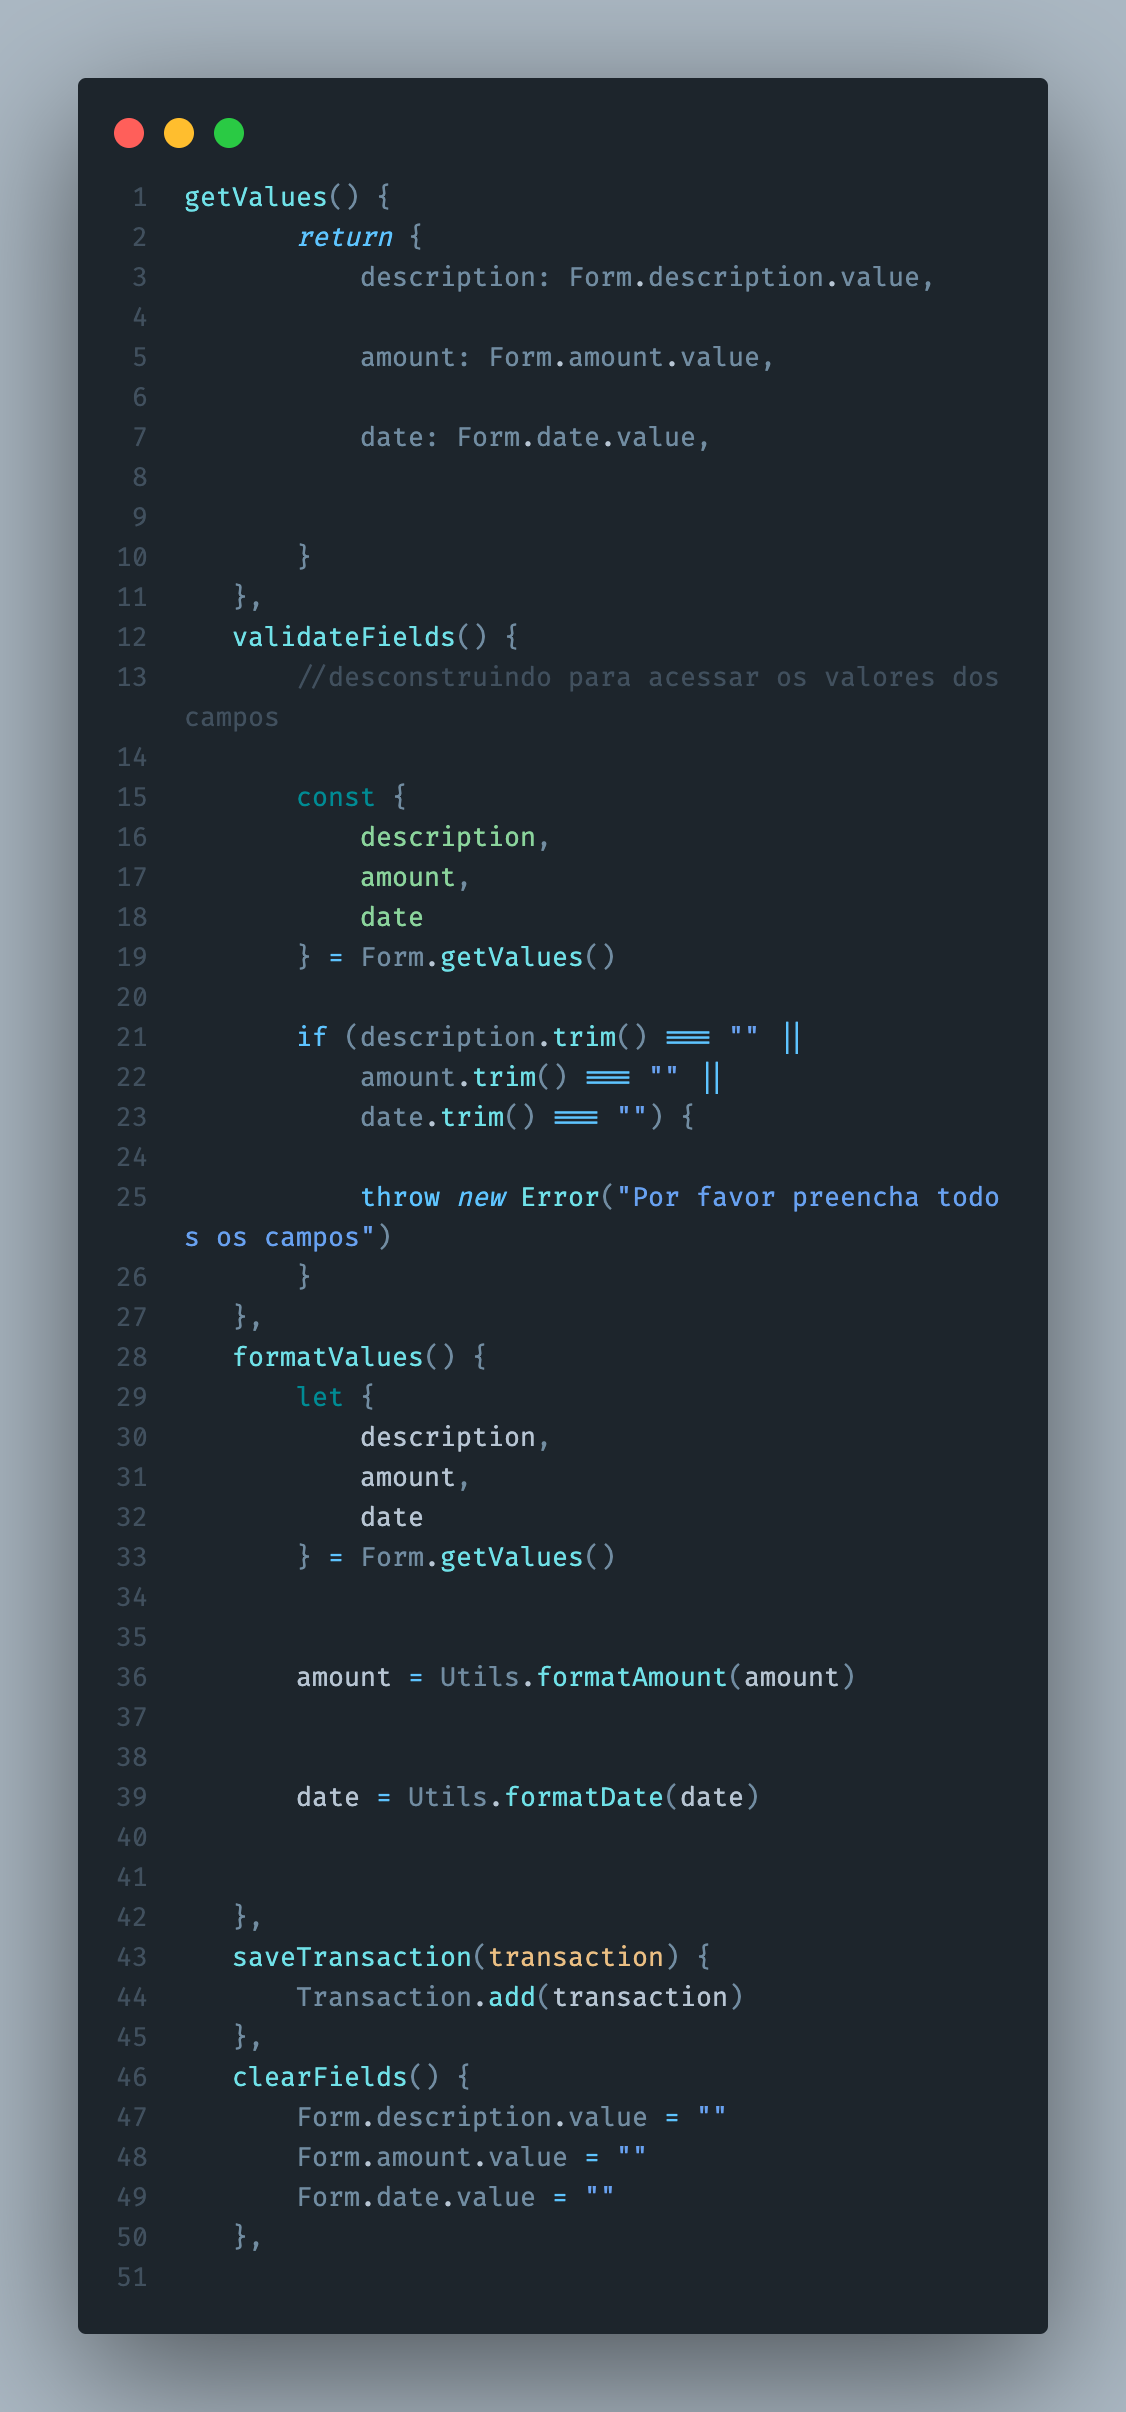 1 getValues() {
2 return {
3 description: Form.description.value,
4
5 amount: Form.amount.value,
6
7 date: Form.date.value,
8
9
10 }
11 },
12 validateFields() {
13 //desconstruindo para acessar os valores dos
campos
14
15 const {
16 description,
17 amount,
18 date
19 } = Form.getValues()
20
21 if (description.trim() === "" ||
22 amount.trim() === "" ||
23 date.trim() === "") {
24
25 throw new Error("Por favor preencha todo
s os campos")
26 }
27 },
28 formatValues() {
29 let {
30 description,
31 amount,
32 date
33 } = Form.getValues()
34
35
36 amount = Utils.formatAmount(amount)
37
38
39 date = Utils.formatDate(date)
40
41
42 },
43 saveTransaction(transaction) {
44 Transaction.add(transaction)
45 },
46 clearFields() {
47 Form.description.value = ""
48 Form.amount.value = ""
49 Form.date.value = ""
50 },
51